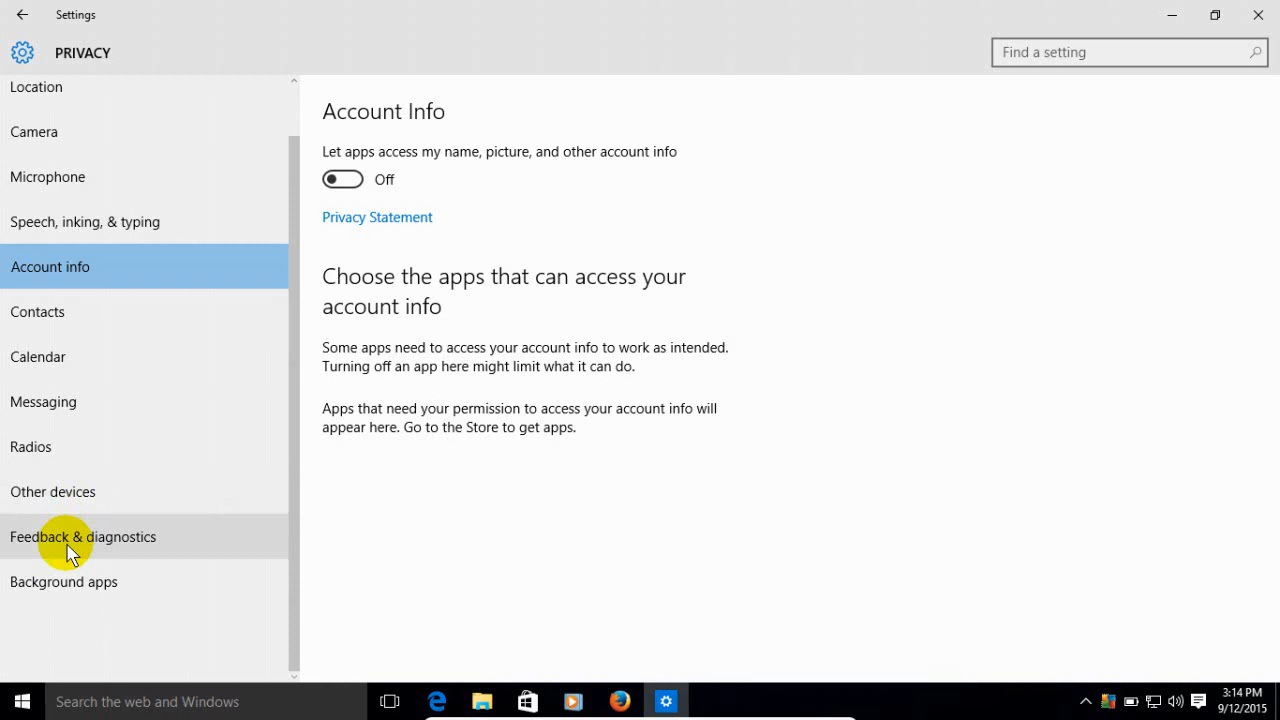 Settings
PRIVACY
Find a setting
Location
Camera
Microphone
Speech, inking, & typing
Account info
Contacts
Calendar
Messaging
Radios
Other devices
Feedback & diagnostics
Background apps
Account Info
Let apps access my name, picture, and other account info
Off
Privacy Statement
Choose the apps that can access your
account info
Some apps need to access your account info to work as intended.
Turning off an app here might limit what it can do.
Apps that need your permission to access your account info will
appear here. Go to the Store to get apps.
Search the web and Windows
3:14 PM
9/12/2015